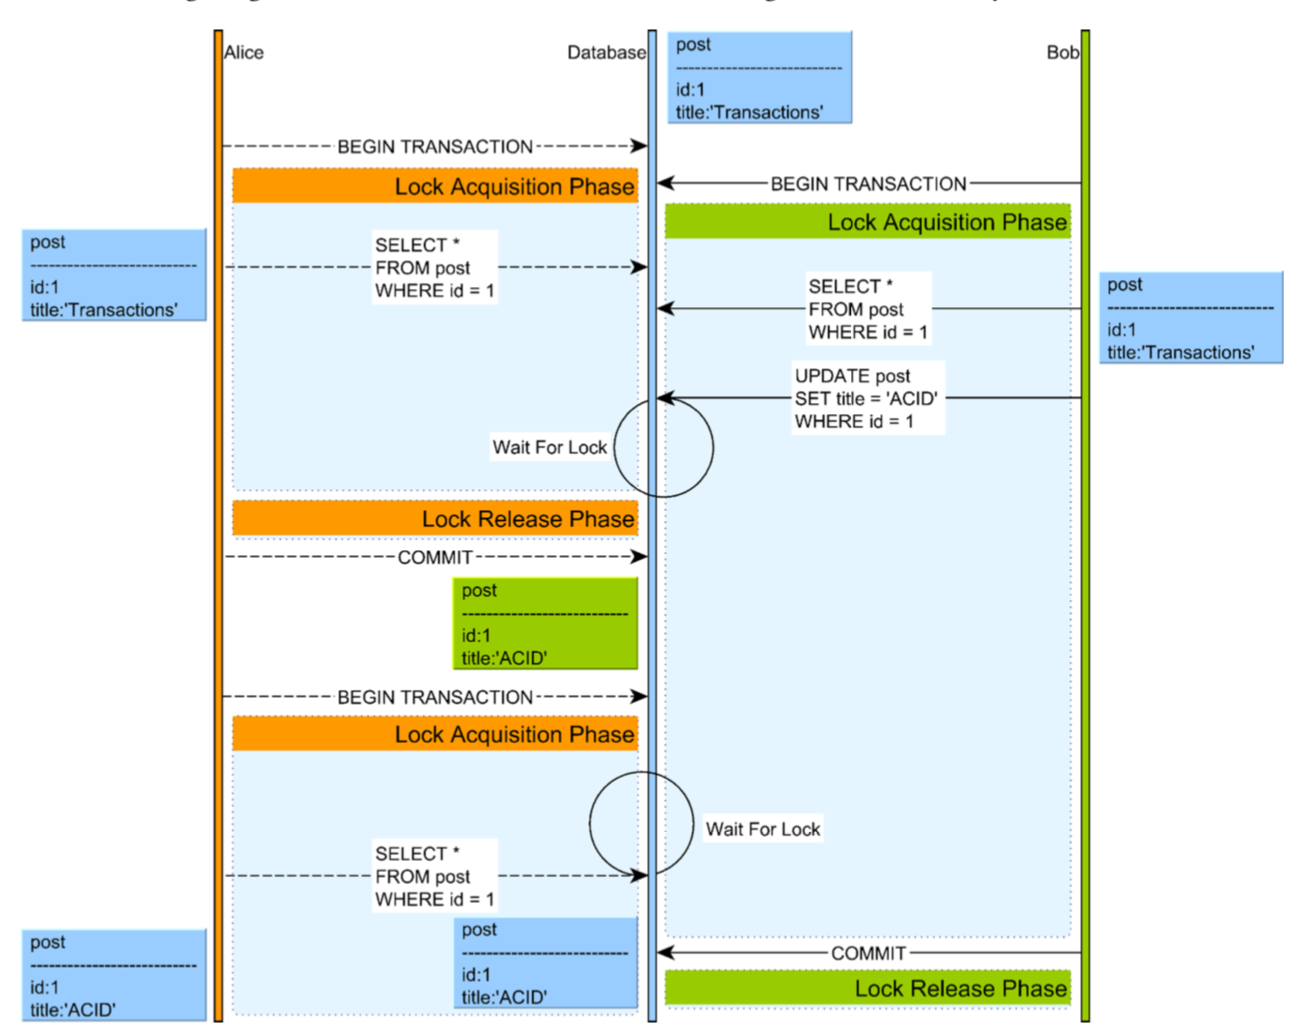 Alice
Database
Bob
post
id:1
title:'Transactions'
BEGIN TRANSACTION
Lock Acquisition Phase
BEGIN TRANSACTION
Lock Acquisition Phase
post
id:1
title:'Transactions'
SELECT *
FROM post
WHERE id = 1
SELECT *
FROM post
WHERE id = 1
post
id:1
title:'Transactions'
UPDATE post
SET title = 'ACID'
WHERE id = 1
Wait For Lock
Lock Release Phase
COMMIT
post
id:1
title:'ACID'
BEGIN TRANSACTION
Lock Acquisition Phase
Wait For Lock
SELECT *
FROM post
WHERE id = 1
post
id:1
title:'ACID'
post
id:1
title:'ACID'
COMMIT
Lock Release Phase